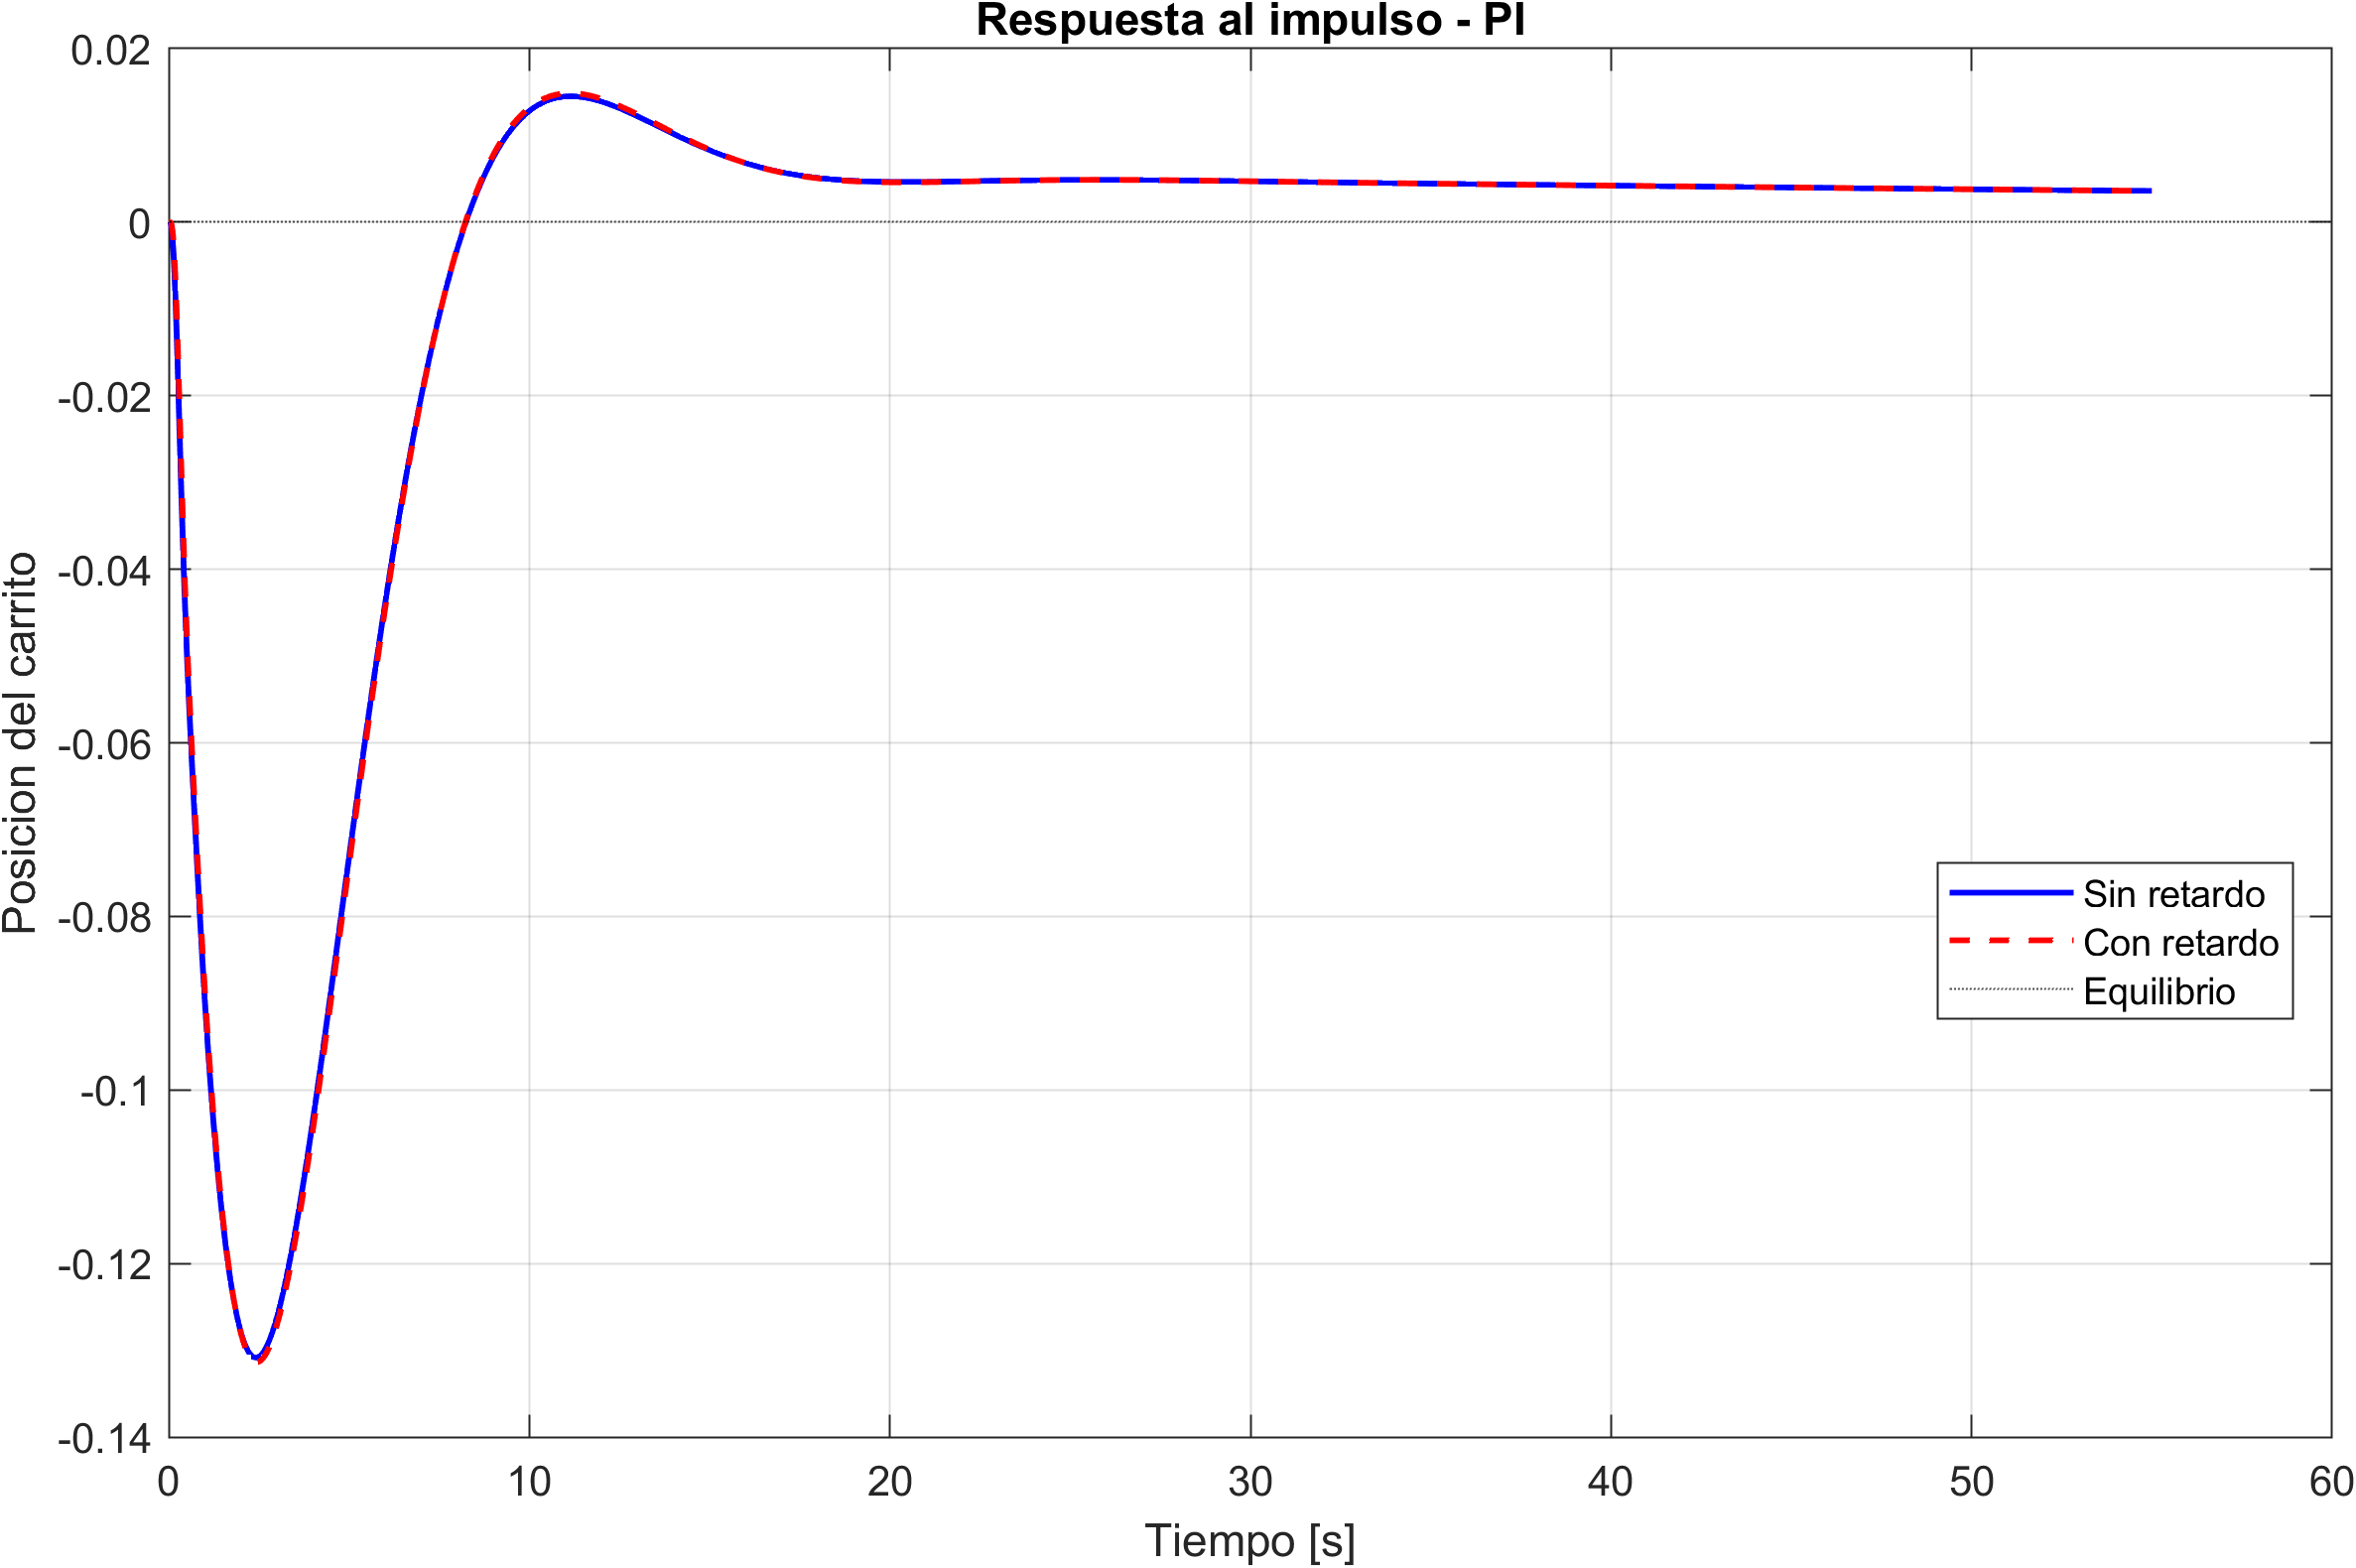 Respuesta al impulso - PI
0.02
0
-0.02
-0.04
-0.06
-0.08
-0.1
-0.12
-0.14
Posicion del carrito
Sin retardo
Con retardo
Equilibrio
0 10 20 30 40 50 60
Tiempo [s]